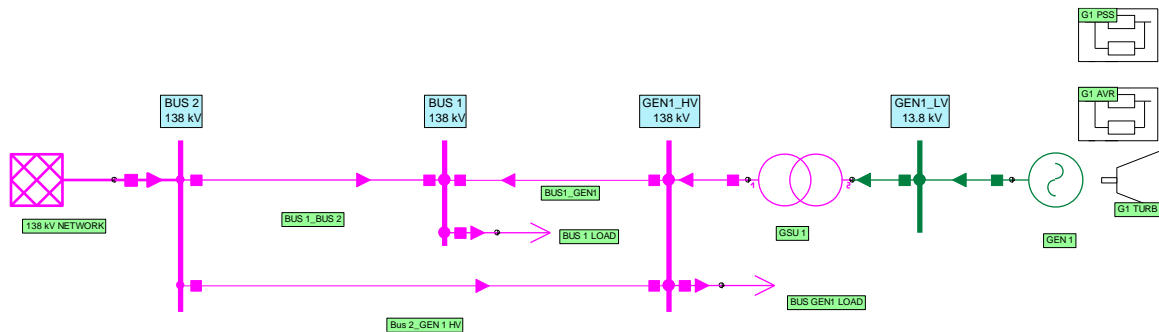 G1 PSS
G1 AVR
BUS 2
138 kV
BUS 1
138 kV
GEN1_HV
138 kV
GEN1_LV
13.8 kV
1
2
138 kV NETWORK
BUS 1_BUS 2
BUS1_GEN1
BUS 1 LOAD
GSU 1
GEN 1
G1 TURB
BUS GEN1 LOAD
Bus 2_GEN 1 HV